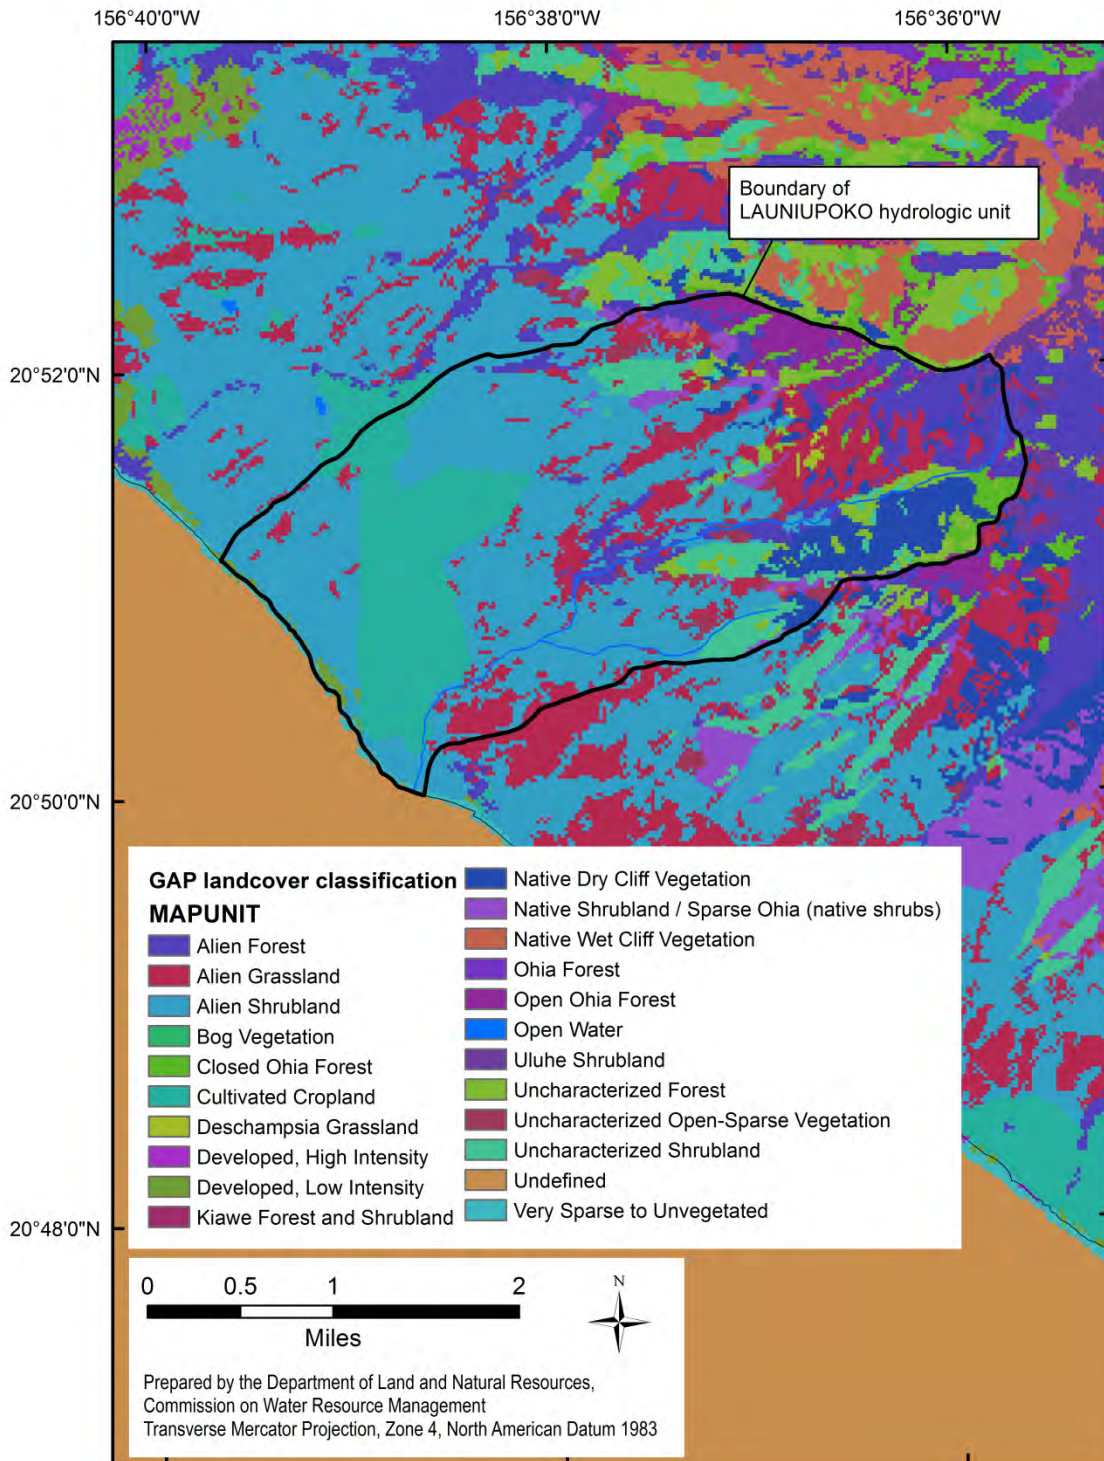 156°40'0"W
156°38'0"W
156°36'0"W
Boundary of
LAUNIUPOKO hydrologic unit
20°52'0"N
20°50'0"N
20°48'0"N
GAP landcover classification
MAPUNIT
Alien Forest
Alien Grassland
Alien Shrubland
Bog Vegetation
Closed Ohia Forest
Cultivated Cropland
Deschampsia Grassland
Developed, High Intensity
Developed, Low Intensity
Kiawe Forest and Shrubland
Native Dry Cliff Vegetation
Native Shrubland / Sparse Ohia (native shrubs)
Native Wet Cliff Vegetation
Ohia Forest
Open Ohia Forest
Open Water
Uluhe Shrubland
Uncharacterized Forest
Uncharacterized Open-Sparse Vegetation
Uncharacterized Shrubland
Undefined
Very Sparse to Unvegetated
0 0.5 1 2
Miles
N
Prepared by the Department of Land and Natural Resources,
Commission on Water Resource Management
Transverse Mercator Projection, Zone 4, North American Datum 1983